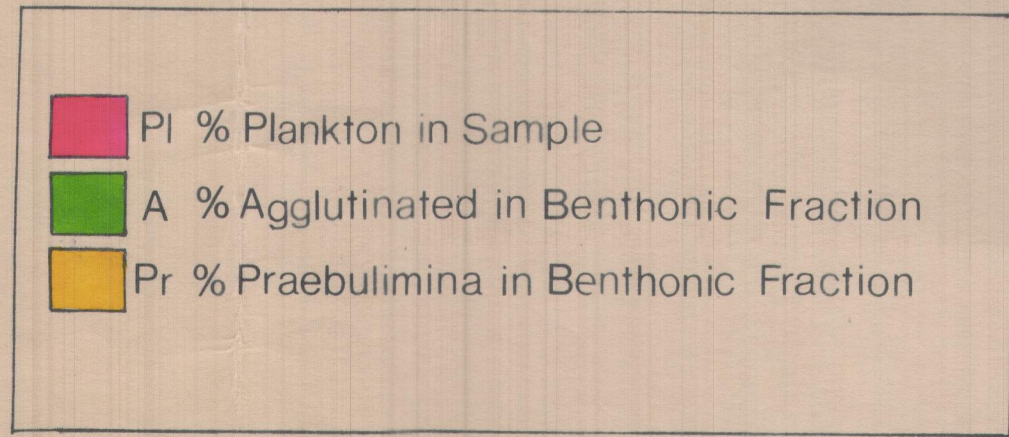 Pl % Plankton in Sample
A % Agglutinated in Benthonic Fraction
Pr % Praebulimina in Benthonic Fraction